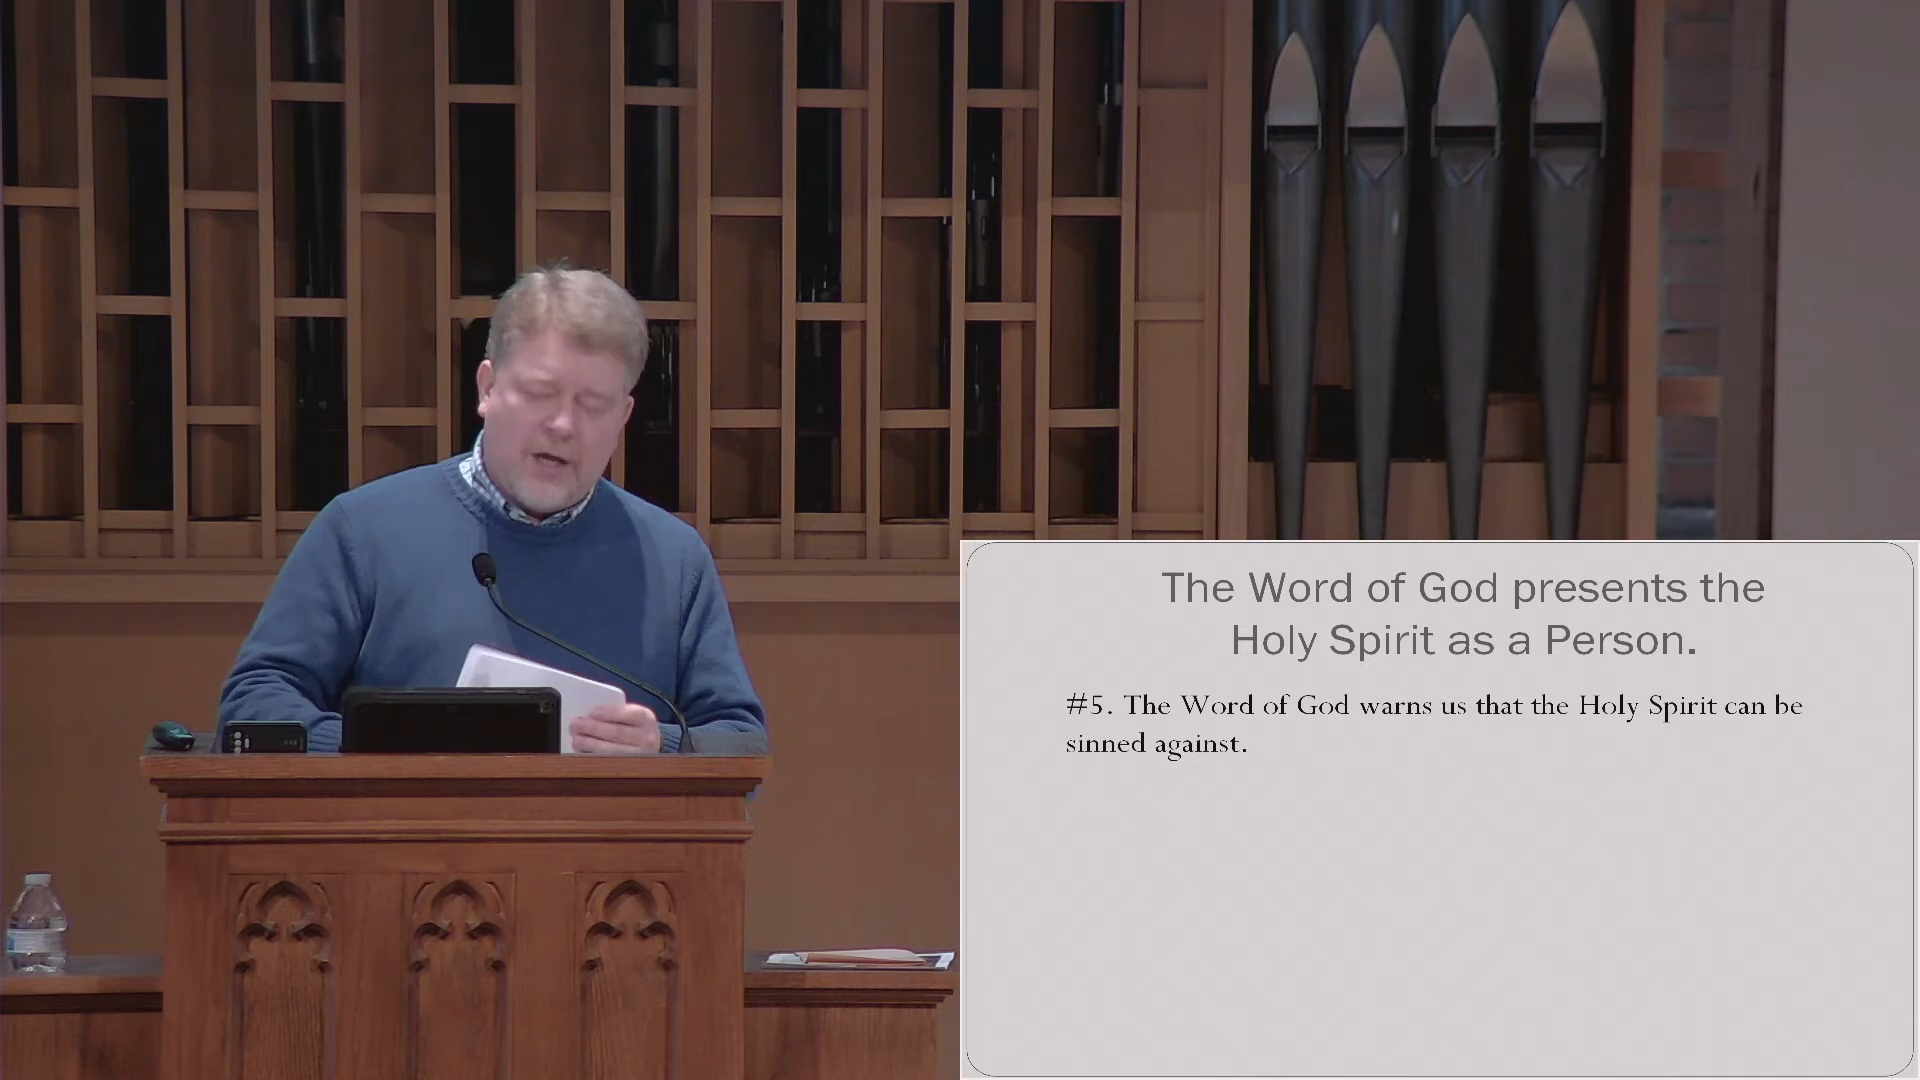 The Word of God presents the
Holy Spirit as a Person.
#5. The Word of God warns us that the Holy Spirit can be
sinned against.